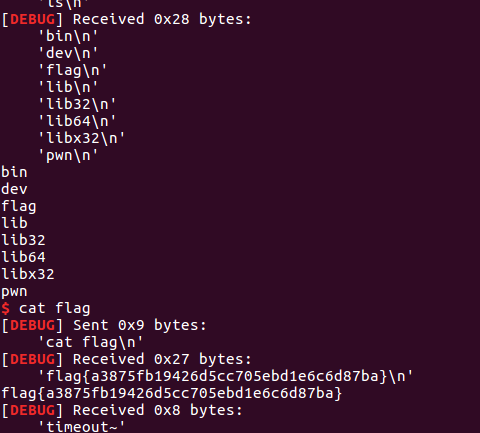 'ls\n'
[DEBUG] Received 0x28 bytes:
'bin\n'
'dev\n'
'flag\n'
'lib\n'
'lib32\n'
'lib64\n'
'libx32\n'
'pwn\n'
bin
dev
flag
lib
lib32
lib64
libx32
pwn
$ cat flag
[DEBUG] Sent 0x9 bytes:
'cat flag\n'
[DEBUG] Received 0x27 bytes:
'flag{a3875fb19426d5cc705ebd1e6c6d87ba}\n'
flag{a3875fb19426d5cc705ebd1e6c6d87ba}
[DEBUG] Received 0x8 bytes:
'timeout~'